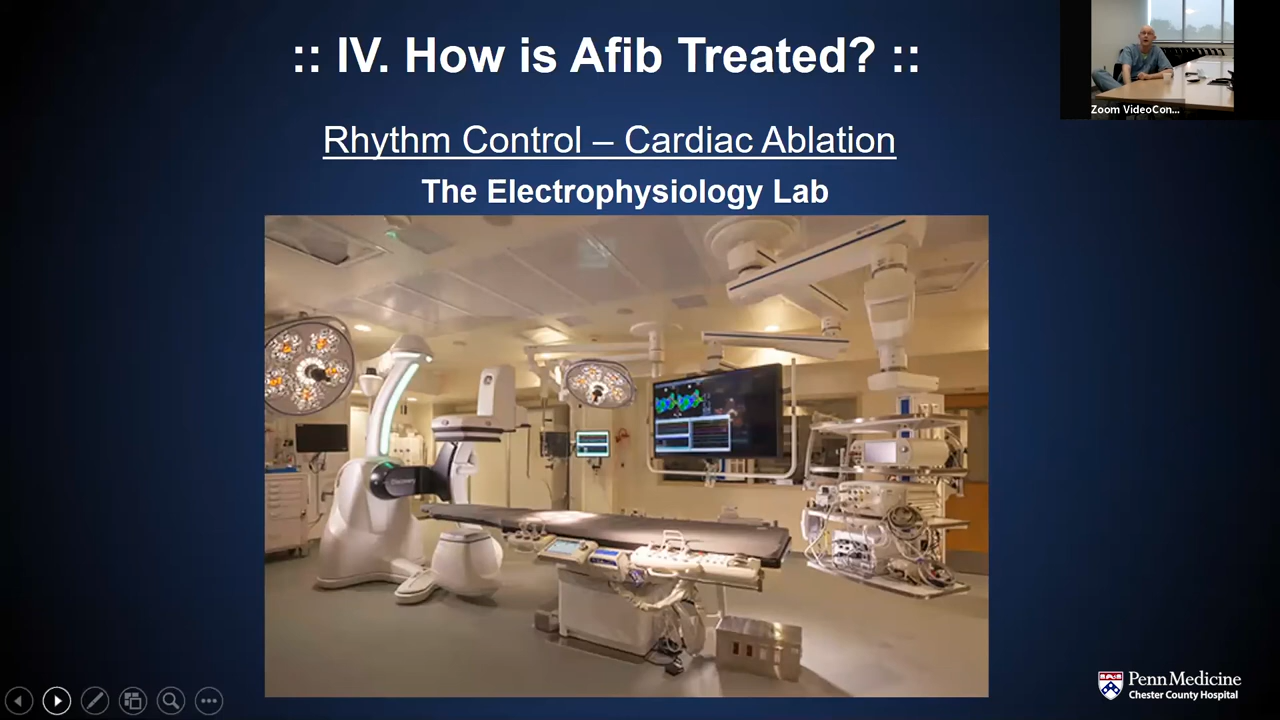 :: IV. How is Afib Treated? ::
Rhythm Control – Cardiac Ablation
The Electrophysiology Lab
Zoom VideoCon...
Discovery
Penn Medicine
Chester County Hospital